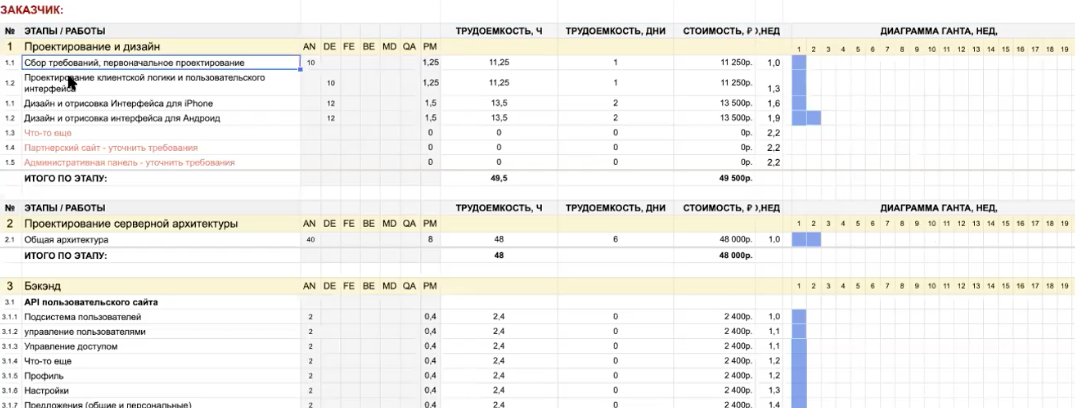 ЗАКАЗЧИК:
№ ЭТАПЫ / РАБОТЫ ТРУДОЕМКОСТЬ, Ч ТРУДОЕМКОСТЬ, ДНИ СТОИМОСТЬ, ₽ ),НЕД ДИАГРАММА ГАНТА, НЕД,
1 Проектирование и дизайн AN DE FE BE MD QA PM 1 2 3 4 5 6 7 8 9 10 11 12 13 14 15 16 17 18 19
1.1 Сбор требований, первоначальное проектирование 10 1,25 11,25 1 11 250р. 1,0
1.2 Проектирование клиентской логики и пользовательского интерфейса 10 1,25 11,25 1 11 250р. 1,3
1.1 Дизайн и отрисовка Интерфейса для iPhone 12 1,5 13,5 2 13 500р. 1,6
1.2 Дизайн и отрисовка интерфейса для Андроид 12 1,5 13,5 2 13 500р. 1,9
1.3 Что-то еще 0 0 0 0р. 2,2
1.4 Партнерский сайт - уточнить требования 0 0 0 0р. 2,2
1.5 Административная панель - уточнить требования 0 0 0 0р. 2,2
ИТОГО ПО ЭТАПУ: 49,5 49 500р.
№ ЭТАПЫ / РАБОТЫ ТРУДОЕМКОСТЬ, Ч ТРУДОЕМКОСТЬ, ДНИ СТОИМОСТЬ, ₽ ),НЕД ДИАГРАММА ГАНТА, НЕД,
2 Проектирование серверной архитектуры AN DE FE BE MD QA PM 1 2 3 4 5 6 7 8 9 10 11 12 13 14 15 16 17 18 19
2.1 Общая архитектура 40 8 48 6 48 000р. 1,0
ИТОГО ПО ЭТАПУ: 48 48 000р.
3 Бэкэнд AN DE FE BE MD QA PM 1 2 3 4 5 6 7 8 9 10 11 12 13 14 15 16 17 18 19
3.1 API пользовательского сайта
3.1.1 Подсистема пользователей 2 0,4 2,4 0 2 400р. 1,0
3.1.2 управление пользователями 2 0,4 2,4 0 2 400р. 1,1
3.1.3 Управление доступом 2 0,4 2,4 0 2 400р. 1,1
3.1.4 Что-то еще 2 0,4 2,4 0 2 400р. 1,2
3.1.5 Профиль 2 0,4 2,4 0 2 400р. 1,2
3.1.6 Настройки 2 0,4 2,4 0 2 400р. 1,3
3.1.7 Предложения (общие и персональные) 2 0,4 2,4 0 2 400р. 1,4